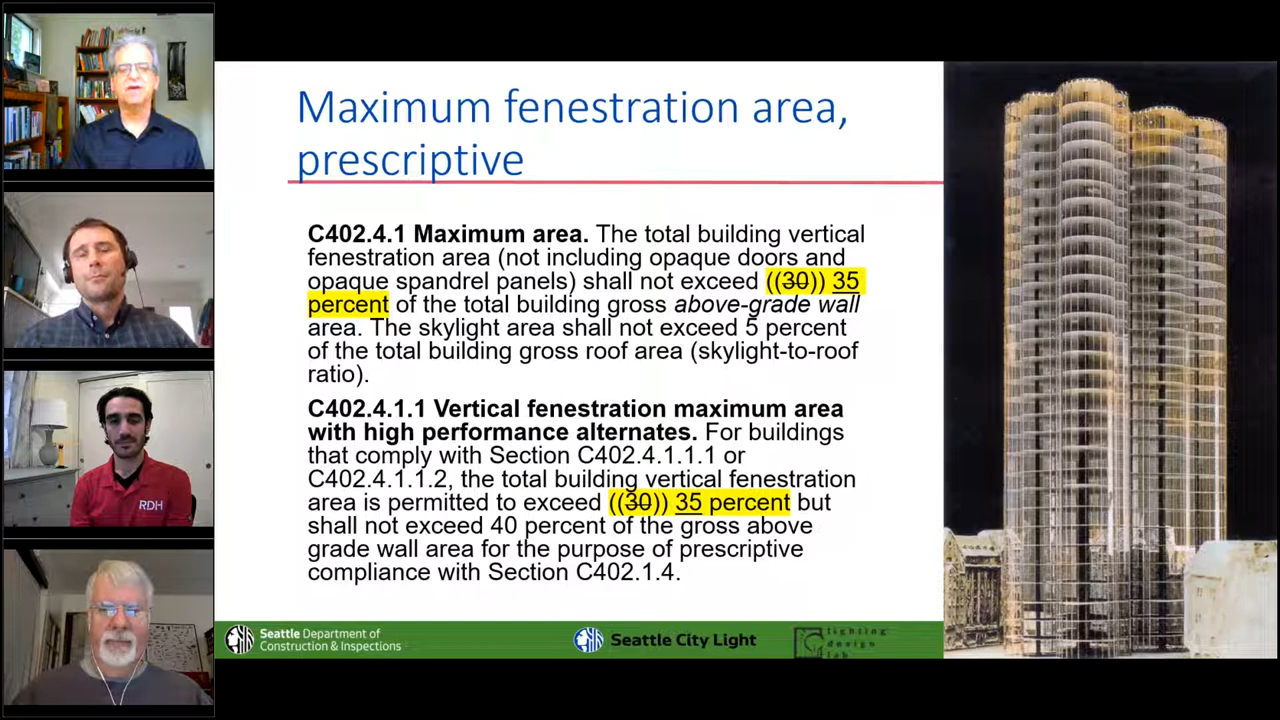 Maximum fenestration area,
prescriptive
C402.4.1 Maximum area. The total building vertical
fenestration area (not including opaque doors and
opaque spandrel panels) shall not exceed ((30)) 35
percent of the total building gross above-grade wall
area. The skylight area shall not exceed 5 percent
of the total building gross roof area (skylight-to-roof
ratio).
C402.4.1.1 Vertical fenestration maximum area
with high performance alternates. For buildings
that comply with Section C402.4.1.1.1 or
C402.4.1.1.2, the total building vertical fenestration
area is permitted to exceed ((30)) 35 percent but
shall not exceed 40 percent of the gross above
grade wall area for the purpose of prescriptive
compliance with Section C402.1.4.
RDH
Seattle Department of
Construction & Inspections
Seattle City Light
lighting
design
lab